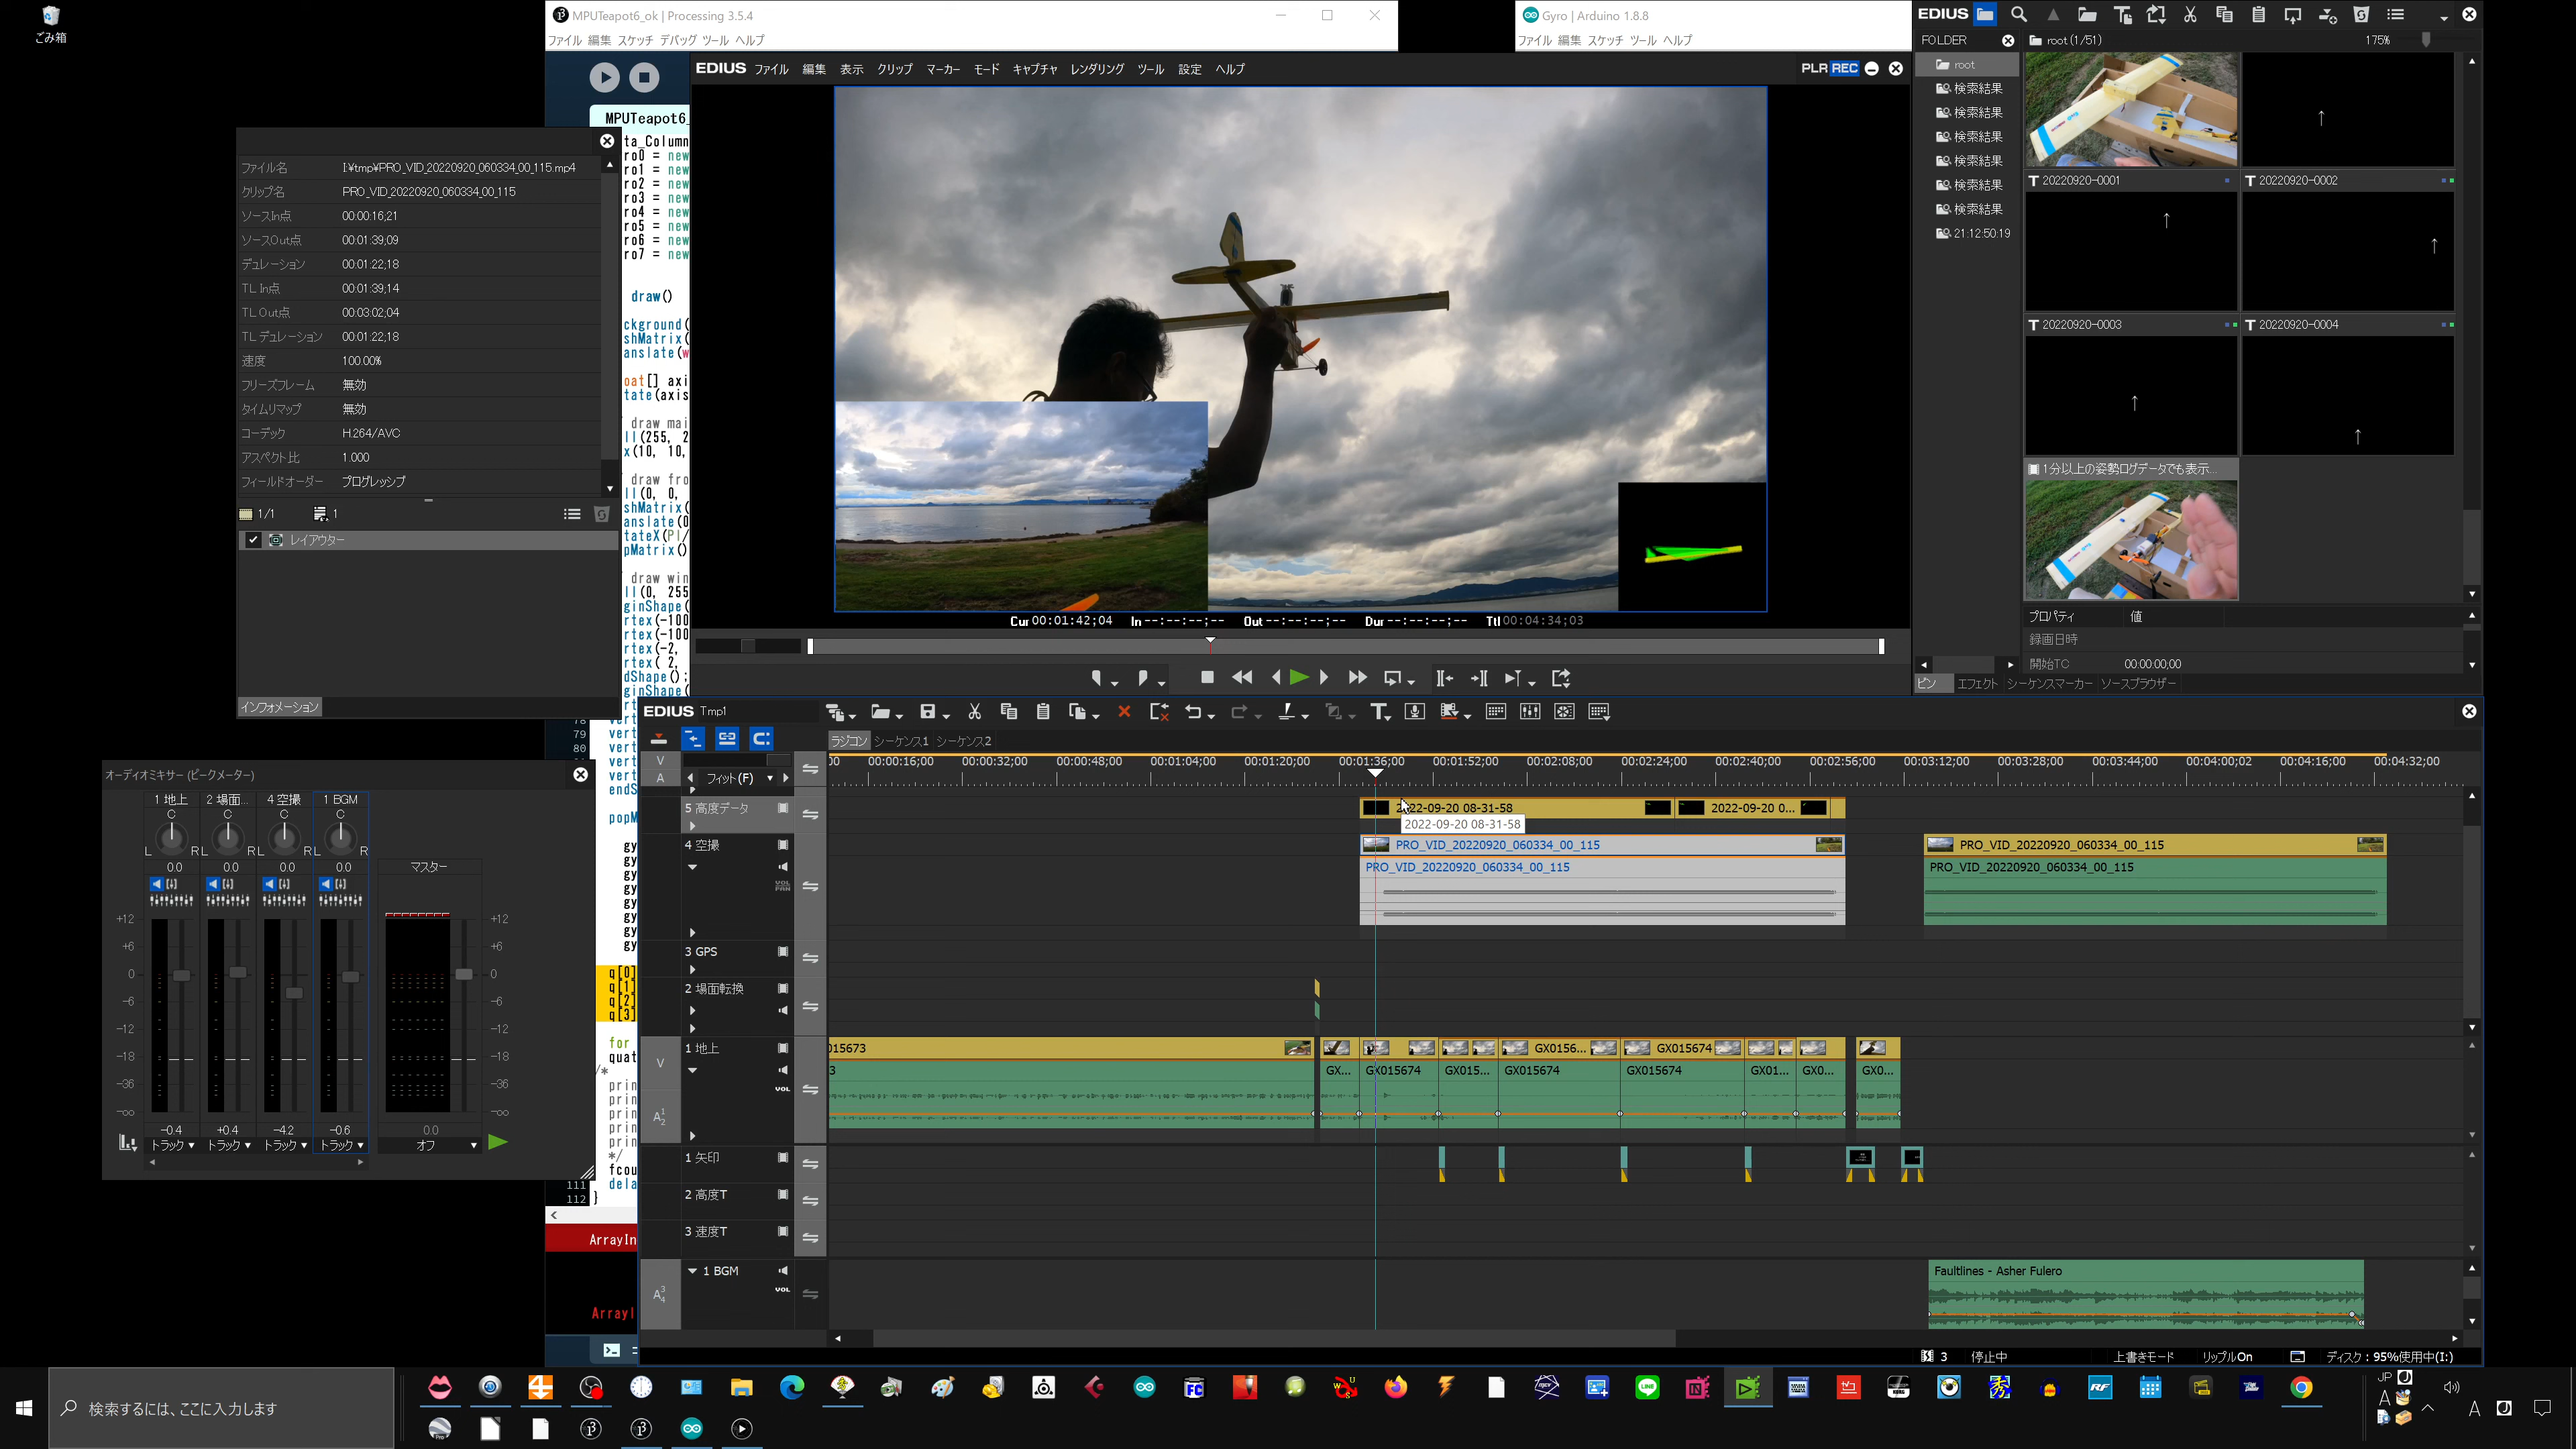 ごみ箱
MPUTeapot6_ok | Processing 3.5.4
ファイル 編集 スケッチ デバッグ ツール ヘルプ
Gyro | Arduino 1.8.8
ファイル 編集 スケッチ ツール ヘルプ
MPUTeapot6_
ta_Column
ro0 = new
ro1 = new
ro2 = new
ro3 = new
ro4 = new
ro5 = new
ro6 = new
ro7 = new
draw()
ckground(
shMatrix(
anslate(w
oat[] axi
tate(axis
draw mai
ll(255, 2
x(10, 10,
draw fro
ll(0, 0,
shMatrix(
anslate(0
tateX(PI/
pMatrix()
draw win
ll(0, 255
ginShape(
rtex(-100
rtex(-100
rtex(-2,
rtex( 2,
dShape();
ginShape(
79 vert
80 vert
vert
vert
vert
endS
popM
gy
gy
gy
gy
gy
gy
gy
gy
q[0]
q[1]
q[2]
q[3]
for
quat
/*
prin
prin
prin
prin
prin
*/
fcou
111 dela
112 }
ArrayIn
ArrayI
ファイル名 I:¥tmp¥PRO_VID_20220920_060334_00_115.mp4
クリップ名 PRO_VID_20220920_060334_00_115
ソースIn点 00:00:16;21
ソースOut点 00:01:39;09
デュレーション 00:01:22;18
TL In点 00:01:39;14
TL Out点 00:03:02;04
TL デュレーション 00:01:22;18
速度 100.00%
フリーズフレーム 無効
タイムリマップ 無効
コーデック H.264/AVC
アスペクト比 1.000
フィールドオーダー プログレッシブ
1/1 1
レイアウター
インフォメーション
EDIUS ファイル 編集 表示 クリップ マーカー モード キャプチャ レンダリング ツール 設定 ヘルプ
PLR REC
Cur 00:01:42;04 In --:--:--;-- Out --:--:--;-- Dur --:--:--;-- Ttl 00:04:34;03
EDIUS
FOLDER
root (1/51) 175%
root
検索結果
検索結果
検索結果
検索結果
検索結果
検索結果
21:12:50:19
T 20220920-0001
T 20220920-0002
T 20220920-0003
T 20220920-0004
1分以上の姿勢ログデータでも表示...
プロパティ 値
録画日時
開始TC 00:00:00;00
ビン エフェクト シーケンスマーカー ソースブラウザー
オーディオミキサー (ピークメーター)
1 地上 2 場面... 4 空撮 1 BGM
C C C C
L R L R L R L R
0.0 0.0 0.0 0.0 マスター
+12 +12
+6 +6
0 0
-6 -6
-12 -12
-18 -18
-36 -36
-∞ -∞
-0.4 +0.4 -4.2 -0.6 0.0
トラック トラック トラック トラック オフ
EDIUS Tmp1
ラジコン シーケンス1 シーケンス2
V
A フィット(F)
00 00:00:16;00 00:00:32;00 00:00:48;00 00:01:04;00 00:01:20;00 00:01:36;00 00:01:52;00 00:02:08;00 00:02:24;00 00:02:40;00 00:02:56;00 00:03:12;00 00:03:28;00 00:03:44;00 00:04:00;02 00:04:16;00 00:04:32;00
5 高度データ
2022-09-20 08-31-58 2022-09-20 0...
2022-09-20 08-31-58
4 空撮
PRO_VID_20220920_060334_00_115 PRO_VID_20220920_060334_00_115
PRO_VID_20220920_060334_00_115 PRO_VID_20220920_060334_00_115
VOL
PAN
3 GPS
2 場面転換
V 1 地上
015673 GX0156... GX015674
3 GX... GX015674 GX015... GX015674 GX015674 GX01... GX0... GX0...
VOL
A 1 2
1 矢印
2 高度T
3 速度T
1 BGM
VOL
A 3 4
Faultlines - Asher Fulero
3 停止中 上書きモード リップルOn ディスク : 95%使用中(I:)
検索するには、ここに入力します
JP
A
A